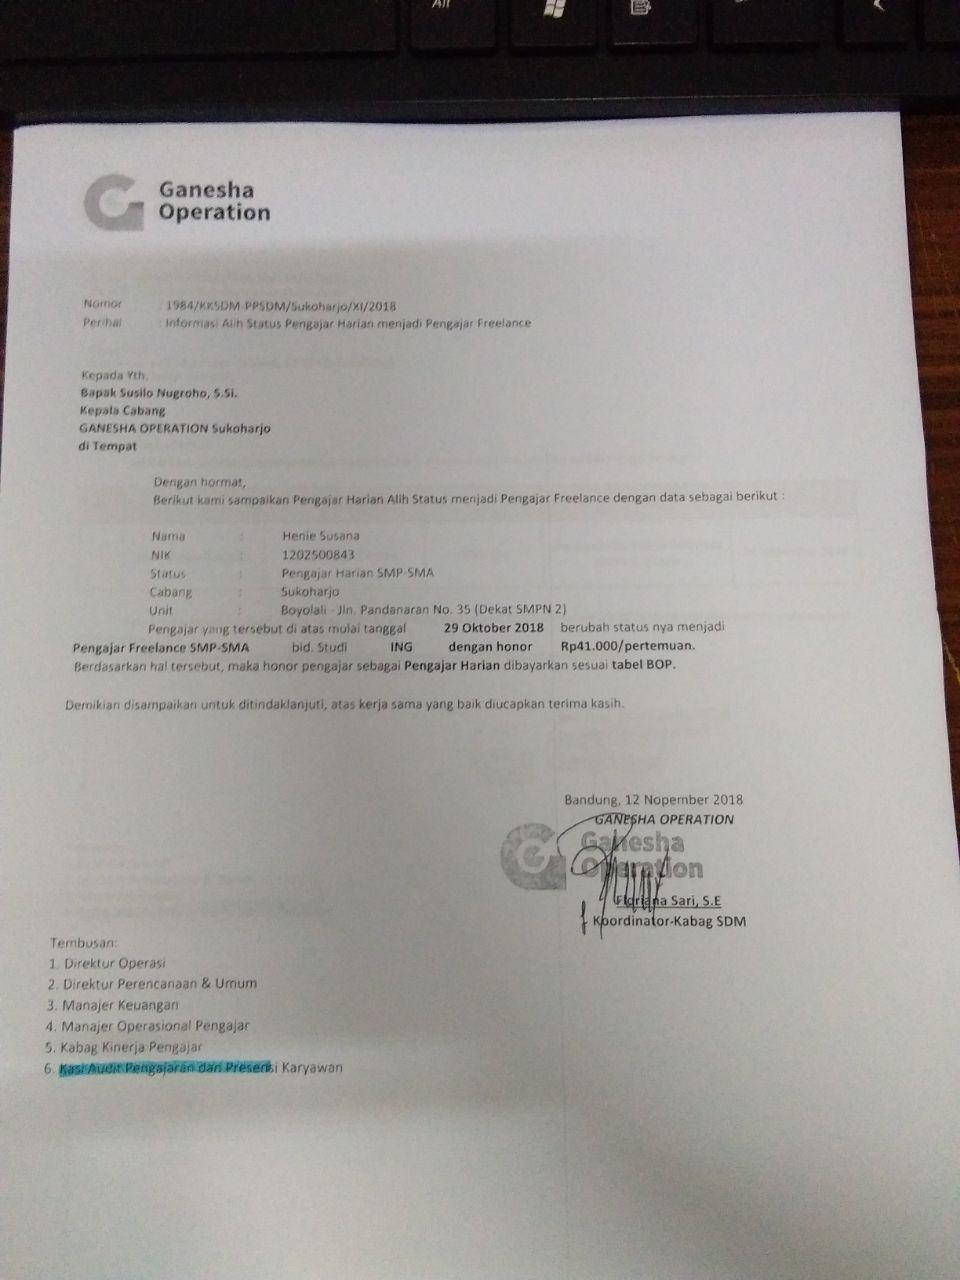 Alt
Ganesha
Operation
Nomor : 1984/KKSDM-PPSDM/Sukoharjo/XI/2018
Perihal : Informasi Alih Status Pengajar Harian menjadi Pengajar Freelance
Kepada Yth.
Bapak Susilo Nugroho, S.Si.
Kepala Cabang
GANESHA OPERATION Sukoharjo
di Tempat
Dengan hormat,
Berikut kami sampaikan Pengajar Harian Alih Status menjadi Pengajar Freelance dengan data sebagai berikut :
Nama : Henie Susana
NIK : 1202500843
Status : Pengajar Harian SMP-SMA
Cabang : Sukoharjo
Unit : Boyolali - Jln. Pandanaran No. 35 (Dekat SMPN 2)
Pengajar yang tersebut di atas mulai tanggal 29 Oktober 2018 berubah status nya menjadi
Pengajar Freelance SMP-SMA bid. Studi ING dengan honor Rp41.000/pertemuan.
Berdasarkan hal tersebut, maka honor pengajar sebagai Pengajar Harian dibayarkan sesuai tabel BOP.
Demikian disampaikan untuk ditindaklanjuti, atas kerja sama yang baik diucapkan terima kasih.
Bandung, 12 Nopember 2018
GANESHA OPERATION
Ganesha
Operation
Floriana Sari, S.E
Koordinator-Kabag SDM
Tembusan:
1. Direktur Operasi
2. Direktur Perencanaan & Umum
3. Manajer Keuangan
4. Manajer Operasional Pengajar
5. Kabag Kinerja Pengajar
6. Kasi Audit Pengajaran dan Presensi Karyawan